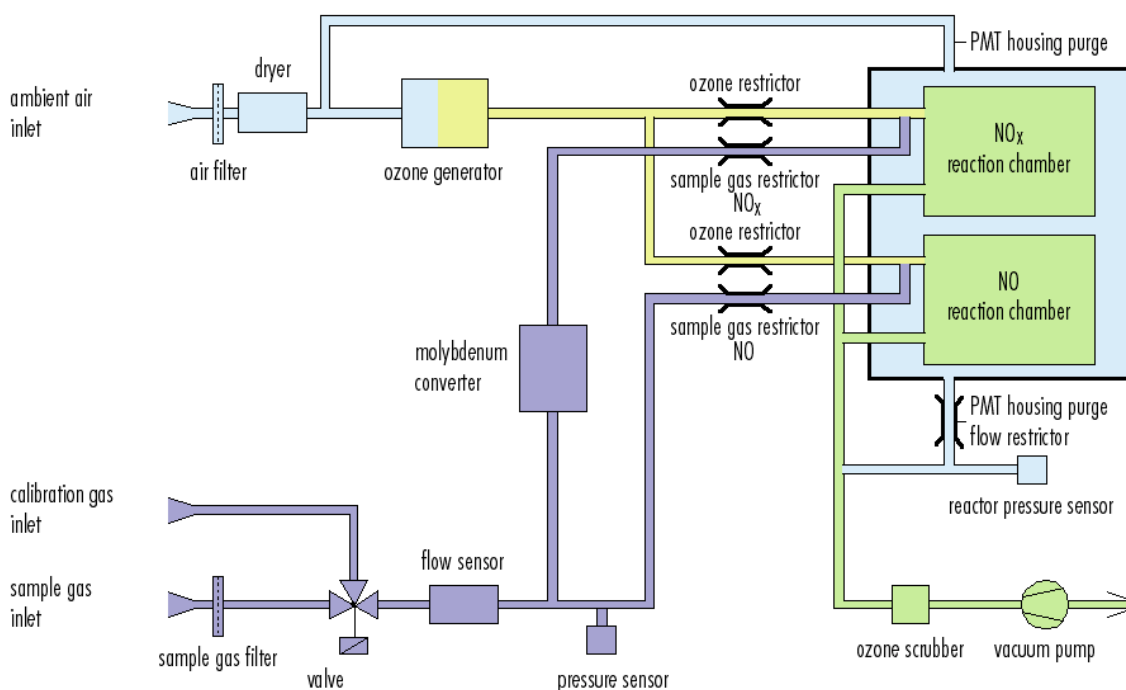 PMT housing purge
dryer
ambient air
inlet
ozone restrictor
NOx
reaction chamber
air filter
ozone generator
sample gas restrictor
NOx
ozone restrictor
NO
reaction chamber
sample gas restrictor
NO
molybdenum
converter
PMT housing purge
flow restrictor
calibration gas
inlet
reactor pressure sensor
flow sensor
sample gas
inlet
sample gas filter
valve
pressure sensor
ozone scrubber
vacuum pump